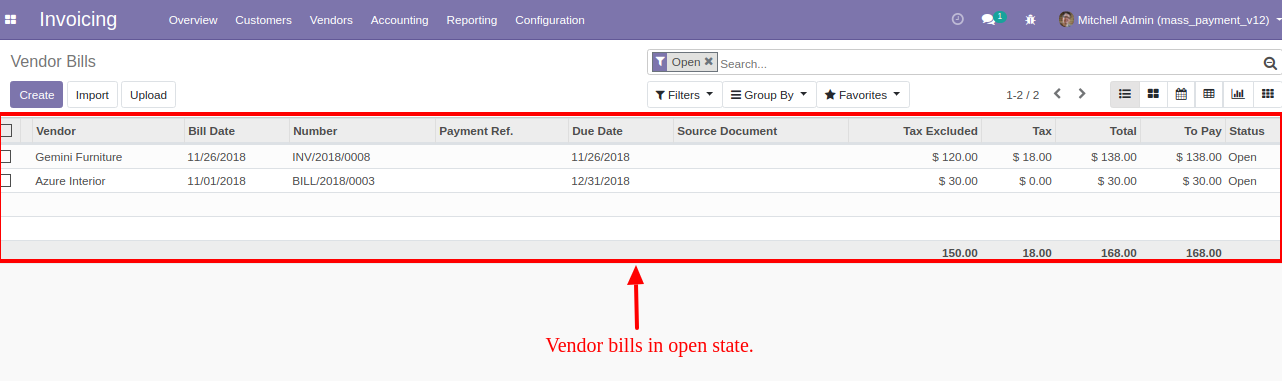 Invoicing Overview Customers Vendors Accounting Reporting Configuration 1 Mitchell Admin (mass_payment_v12)
Vendor Bills Open Search...
Create Import Upload Filters Group By Favorites 1-2 / 2
Vendor Bill Date Number Payment Ref. Due Date Source Document Tax Excluded Tax Total To Pay Status
Gemini Furniture 11/26/2018 INV/2018/0008 11/26/2018 $ 120.00 $ 18.00 $ 138.00 $ 138.00 Open
Azure Interior 11/01/2018 BILL/2018/0003 12/31/2018 $ 30.00 $ 0.00 $ 30.00 $ 30.00 Open
150.00 18.00 168.00 168.00
Vendor bills in open state.